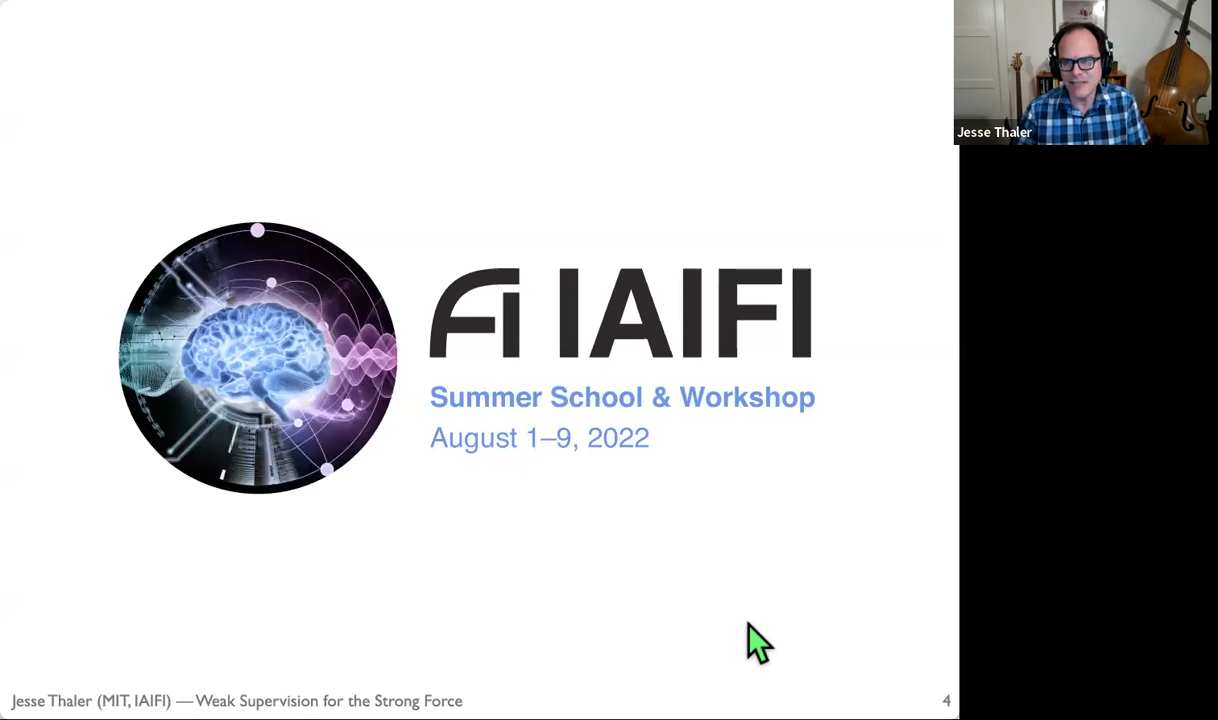 Jesse Thaler
Fi IAIFI
Summer School & Workshop
August 1–9, 2022
Jesse Thaler (MIT, IAIFI) — Weak Supervision for the Strong Force
4